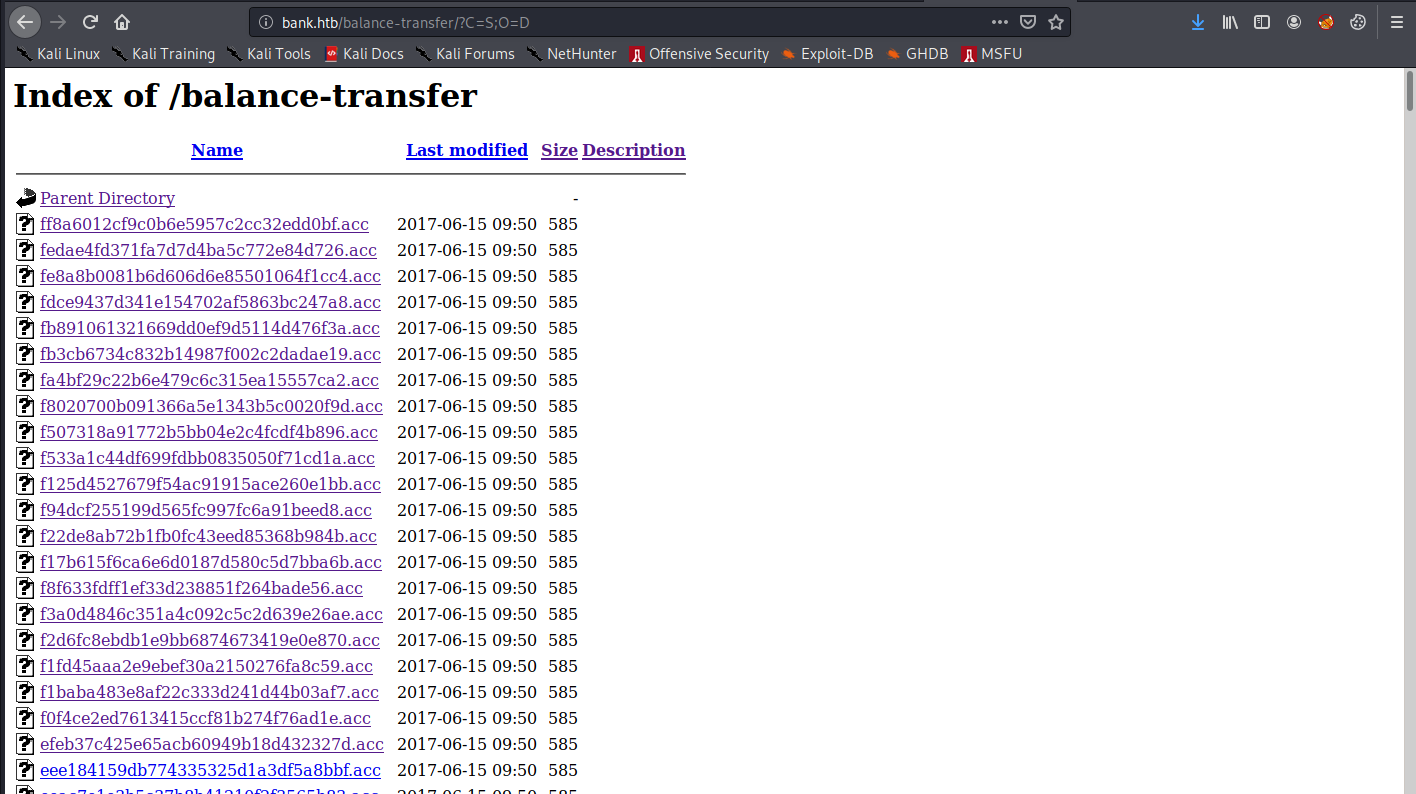 bank.htb/balance-transfer/?C=S;O=D
Kali Linux Kali Training Kali Tools Kali Docs Kali Forums NetHunter Offensive Security Exploit-DB GHDB MSFU
Index of /balance-transfer
Name Last modified Size Description
Parent Directory -
ff8a6012cf9c0b6e5957c2cc32edd0bf.acc 2017-06-15 09:50 585
fedae4fd371fa7d7d4ba5c772e84d726.acc 2017-06-15 09:50 585
fe8a8b0081b6d606d6e85501064f1cc4.acc 2017-06-15 09:50 585
fdce9437d341e154702af5863bc247a8.acc 2017-06-15 09:50 585
fb891061321669dd0ef9d5114d476f3a.acc 2017-06-15 09:50 585
fb3cb6734c832b14987f002c2dadae19.acc 2017-06-15 09:50 585
fa4bf29c22b6e479c6c315ea15557ca2.acc 2017-06-15 09:50 585
f8020700b091366a5e1343b5c0020f9d.acc 2017-06-15 09:50 585
f507318a91772b5bb04e2c4fcdf4b896.acc 2017-06-15 09:50 585
f533a1c44df699fdbb0835050f71cd1a.acc 2017-06-15 09:50 585
f125d4527679f54ac91915ace260e1bb.acc 2017-06-15 09:50 585
f94dcf255199d565fc997fc6a91beed8.acc 2017-06-15 09:50 585
f22de8ab72b1fb0fc43eed85368b984b.acc 2017-06-15 09:50 585
f17b615f6ca6e6d0187d580c5d7bba6b.acc 2017-06-15 09:50 585
f8f633fdff1ef33d238851f264bade56.acc 2017-06-15 09:50 585
f3a0d4846c351a4c092c5c2d639e26ae.acc 2017-06-15 09:50 585
f2d6fc8ebdb1e9bb6874673419e0e870.acc 2017-06-15 09:50 585
f1fd45aaa2e9ebef30a2150276fa8c59.acc 2017-06-15 09:50 585
f1baba483e8af22c333d241d44b03af7.acc 2017-06-15 09:50 585
f0f4ce2ed7613415ccf81b274f76ad1e.acc 2017-06-15 09:50 585
efeb37c425e65acb60949b18d432327d.acc 2017-06-15 09:50 585
eee184159db774335325d1a3df5a8bbf.acc 2017-06-15 09:50 585
2017-06-15 09:50 585